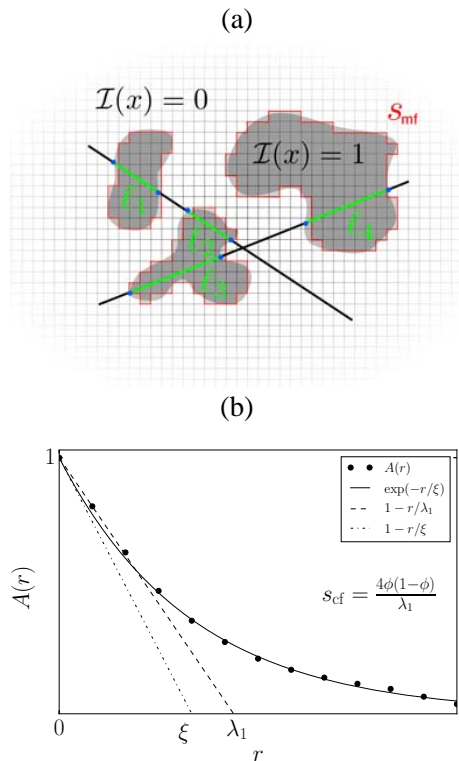 (a)
𝓘(x) = 0
s_mf
𝓘(x) = 1
ℓ₁
ℓ₂
ℓ₄
ℓ₃
(b)
1
A(r)
exp(−r/ξ)
1 − r/λ₁
1 − r/ξ
s_cf = 4ϕ(1−ϕ)/λ₁
A(r)
0
ξ
λ₁
r